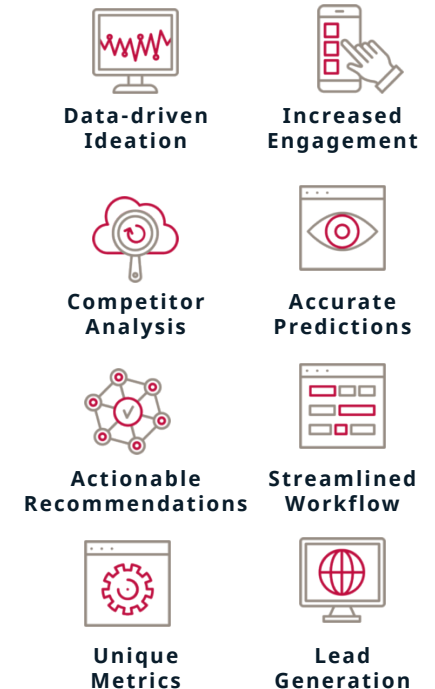 Data-driven
Ideation
Increased
Engagement
Competitor
Analysis
Accurate
Predictions
Actionable
Recommendations
Streamlined
Workflow
Unique
Metrics
Lead
Generation